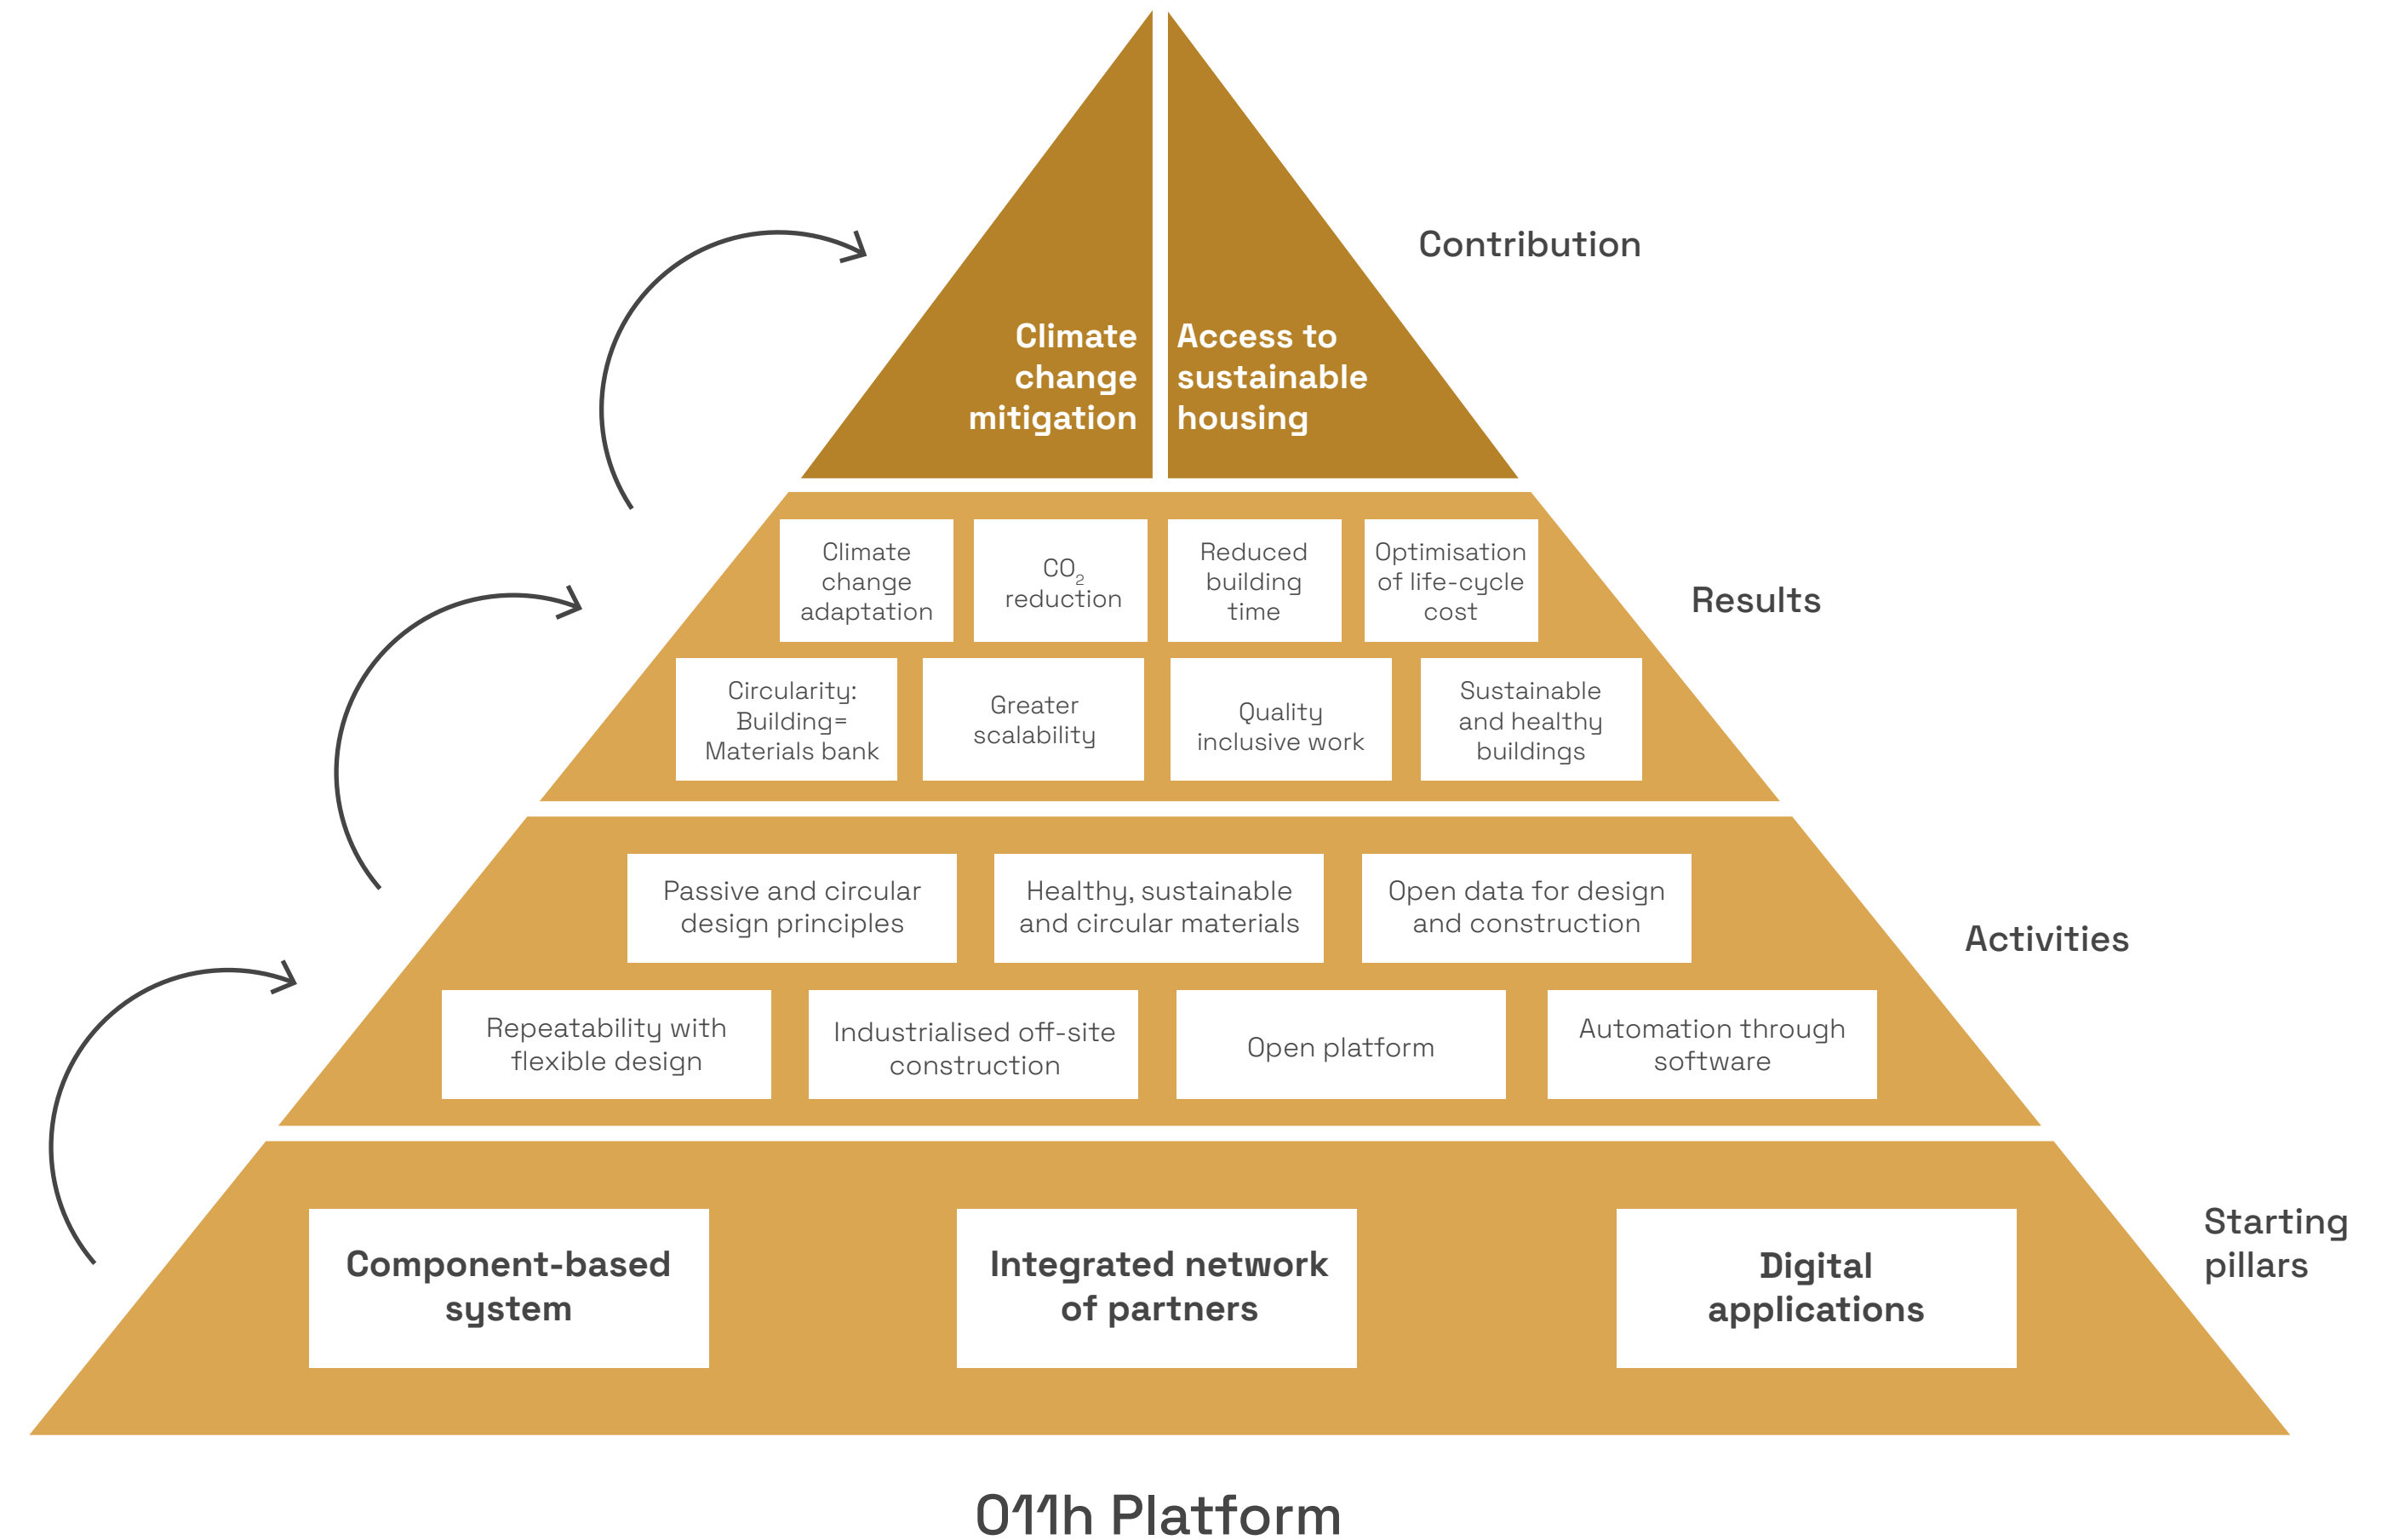 Contribution
Climate
change
mitigation
Access to
sustainable
housing
Results
Climate
change
adaptation
CO₂
reduction
Reduced
building
time
Optimisation
of life-cycle
cost
Circularity:
Building=
Materials bank
Greater
scalability
Quality
inclusive work
Sustainable
and healthy
buildings
Activities
Passive and circular
design principles
Healthy, sustainable
and circular materials
Open data for design
and construction
Repeatability with
flexible design
Industrialised off-site
construction
Open platform
Automation through
software
Starting
pillars
Component-based
system
Integrated network
of partners
Digital
applications
011h Platform